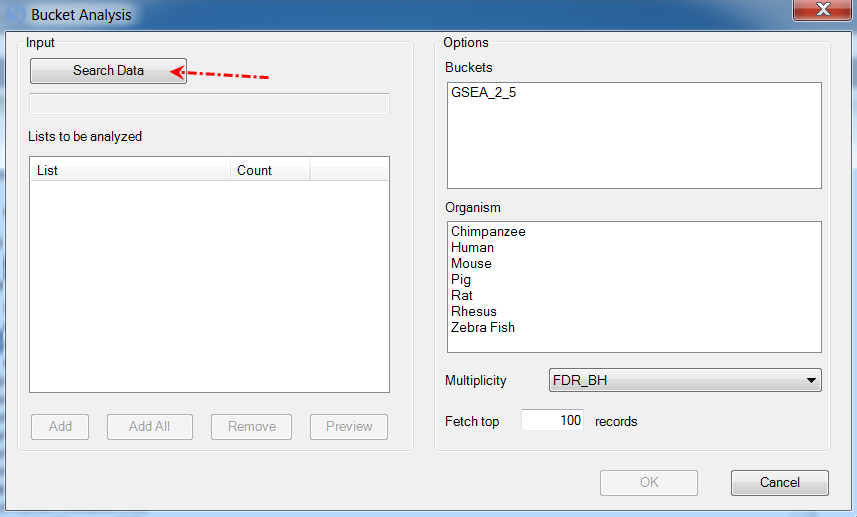 Bucket Analysis
Input
Search Data
Lists to be analyzed
List Count
Add Add All Remove Preview
Options
Buckets
GSEA_2_5
Organism
Chimpanzee
Human
Mouse
Pig
Rat
Rhesus
Zebra Fish
Multiplicity FDR_BH
Fetch top 100 records
OK Cancel